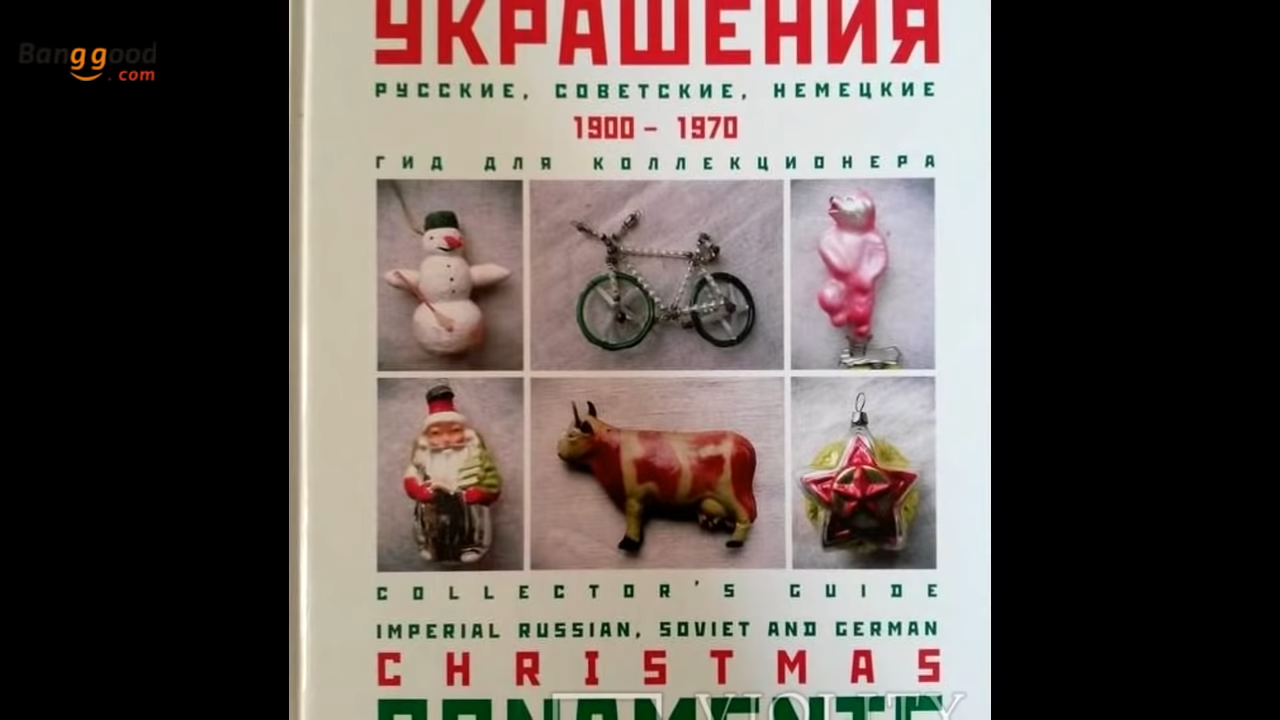 Banggood
.com
УКРАШЕНИЯ
РУССКИЕ, СОВЕТСКИЕ, НЕМЕЦКИЕ
1900 - 1970
ГИД ДЛЯ КОЛЛЕКЦИОНЕРА
COLLECTOR'S GUIDE
IMPERIAL RUSSIAN, SOVIET AND GERMAN
CHRISTMAS
ORNAMENTS
VIOLITY